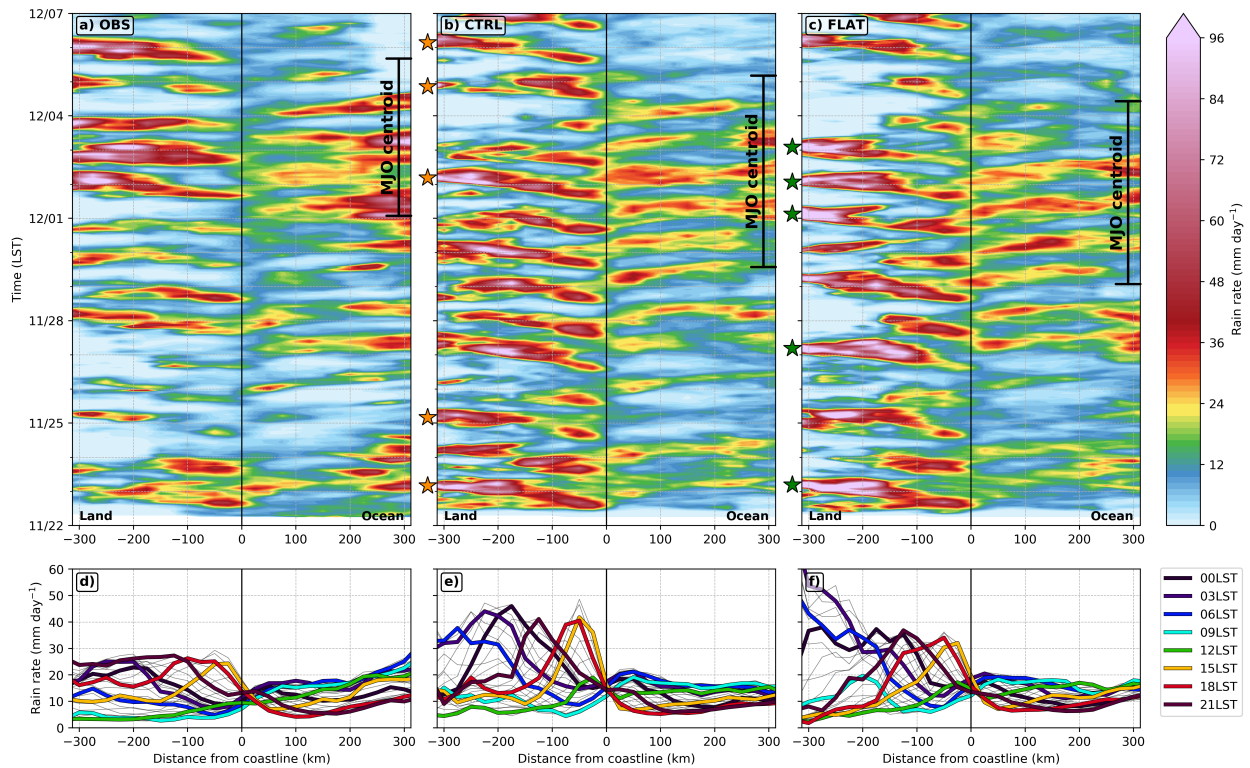 a) OBS
b) CTRL
c) FLAT
12/07
12/04
12/01
11/28
11/25
11/22
Time (LST)
MJO centroid
MJO centroid
MJO centroid
Land
Ocean
Land
Ocean
Land
Ocean
−300 −200 −100 0 100 200 300
−300 −200 −100 0 100 200 300
−300 −200 −100 0 100 200 300
96
84
72
60
48
36
24
12
0
Rain rate (mm day⁻¹)
d)
e)
f)
60
50
40
30
20
10
0
Rain rate (mm day⁻¹)
−300 −200 −100 0 100 200 300
−300 −200 −100 0 100 200 300
−300 −200 −100 0 100 200 300
Distance from coastline (km)
Distance from coastline (km)
Distance from coastline (km)
00LST
03LST
06LST
09LST
12LST
15LST
18LST
21LST